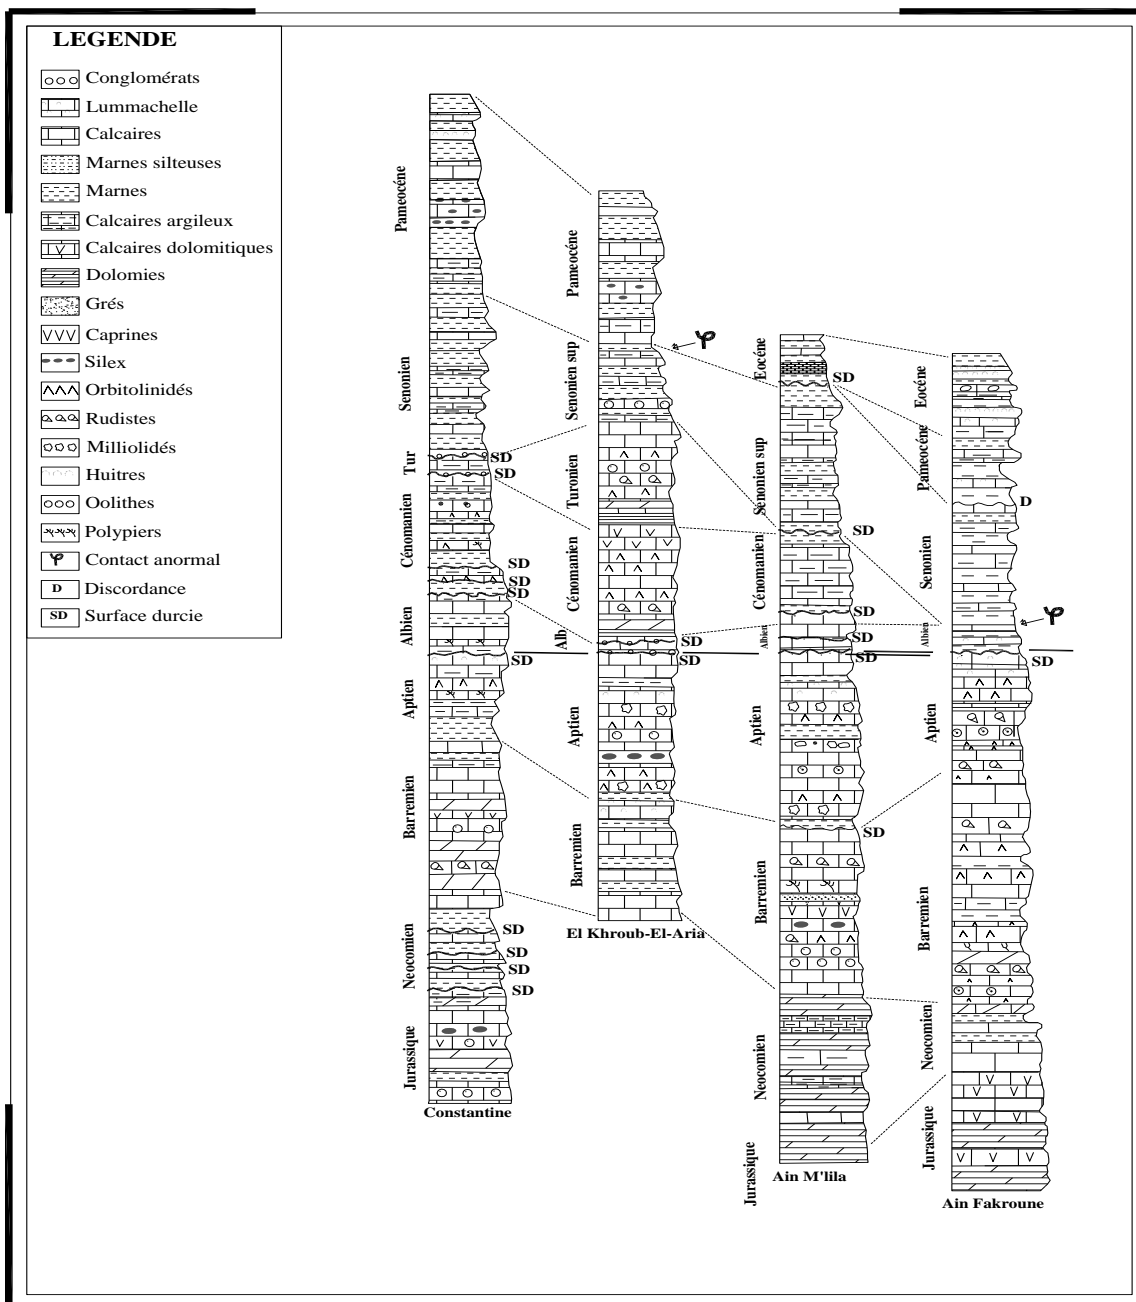 LEGENDE
Conglomérats
Lummachelle
Calcaires
Marnes silteuses
Marnes
Calcaires argileux
Calcaires dolomitiques
Dolomies
Grés
Caprines
Silex
Orbitolinidés
Rudistes
Milliolidés
Huitres
Oolithes
Polypiers
Contact anormal
D Discordance
SD Surface durcie
Pameocéne
Senonien
Tur
Cénomanien
Albien
Aptien
Barremien
Neocomien
Jurassique
SD
SD
SD
SD
SD
SD
SD
SD
SD
SD
Constantine
Pameocéne
Senonien sup
Turonien
Cénomanien
Alb
Aptien
Barremien
SD
SD
El Khroub-El-Aria
Eocéne
Senonien sup
Cénomanien
Albien
Aptien
Barremien
Neocomien
Jurassique
SD
SD
SD
SD
SD
SD
Ain M'lila
Eocéne
Pameocéne
Senonien
Albien
Aptien
Barremien
Neocomien
Jurassique
D
SD
Ain Fakroune